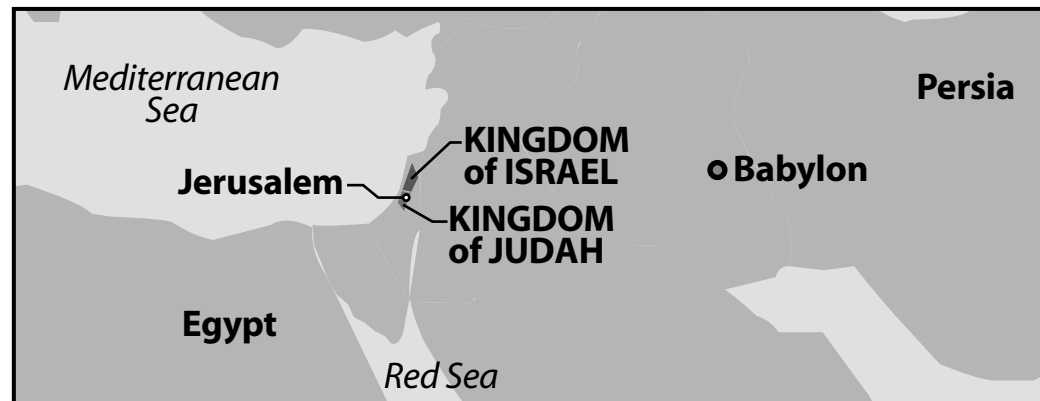 Mediterranean
Sea
Persia
KINGDOM
of ISRAEL
Babylon
Jerusalem
KINGDOM
of JUDAH
Egypt
Red Sea